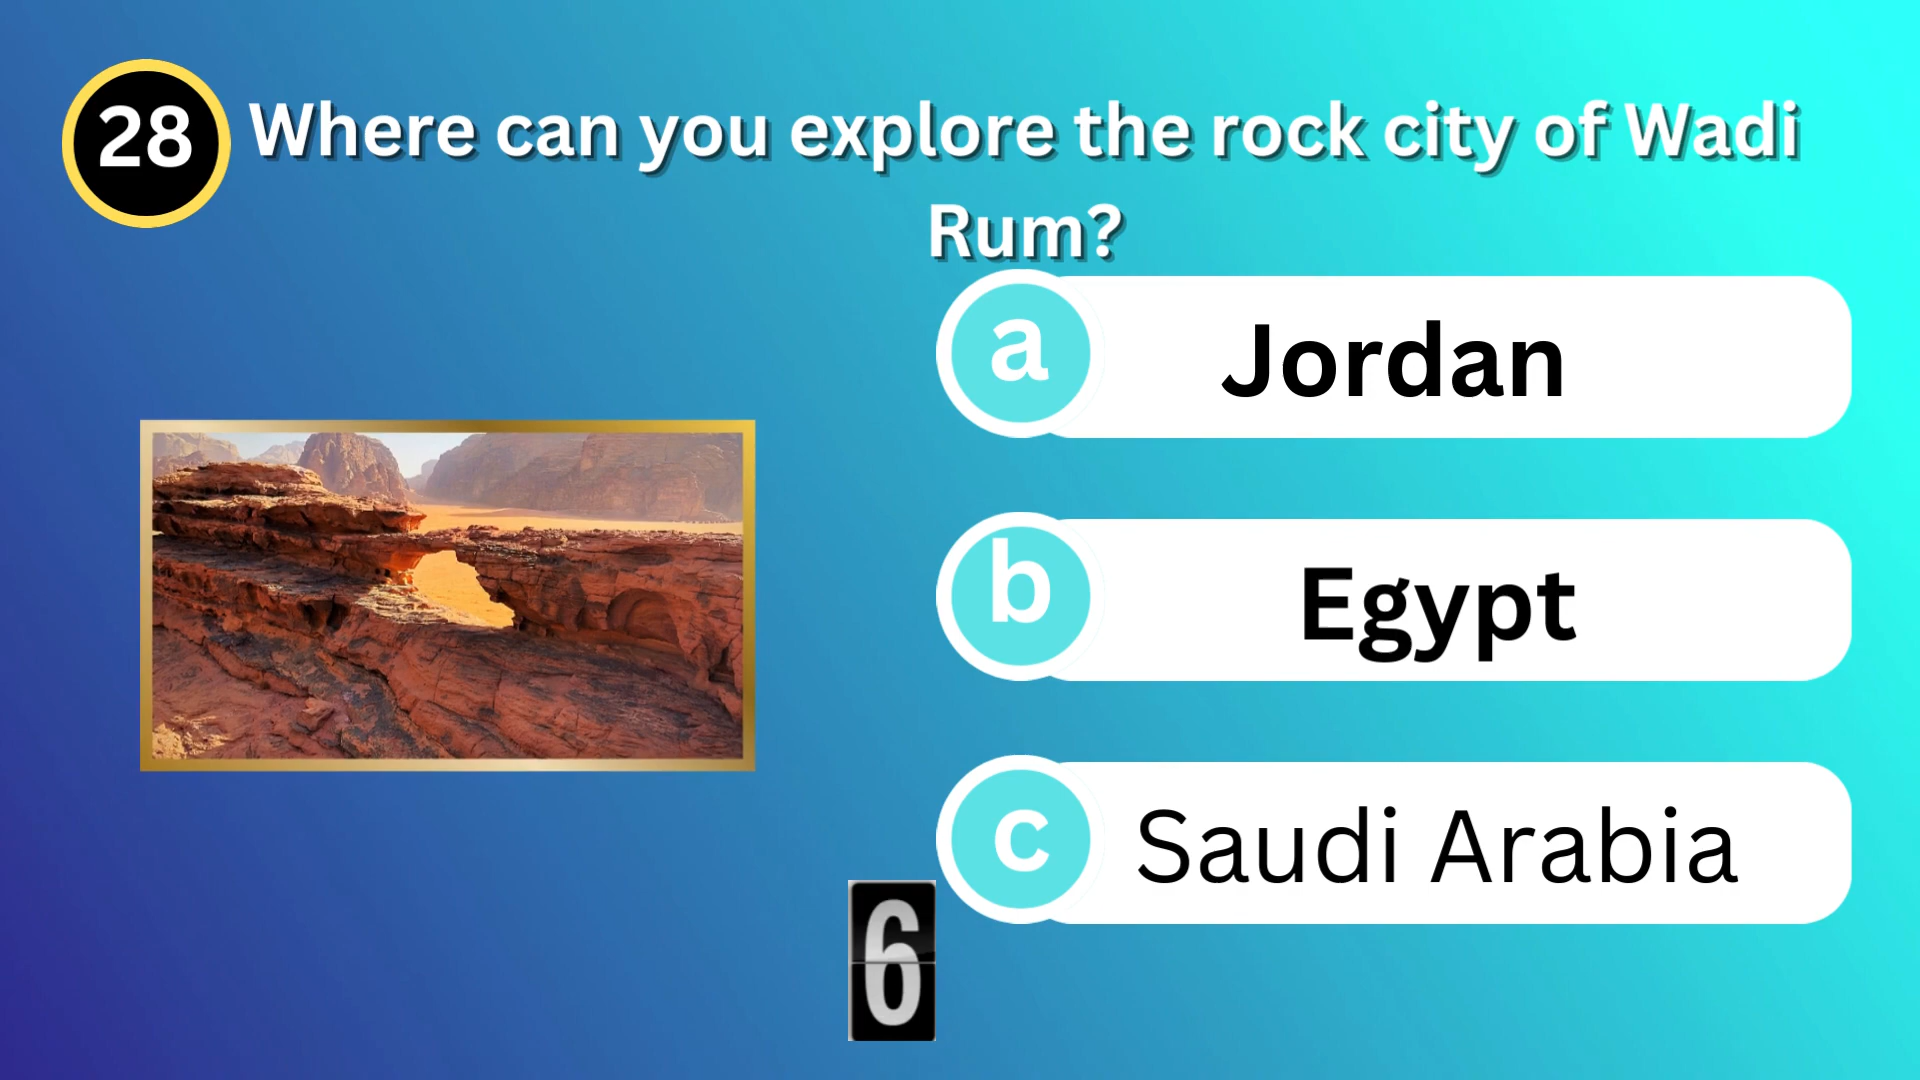 28
Where can you explore the rock city of Wadi
Rum?
a
Jordan
b
Egypt
c
Saudi Arabia
6